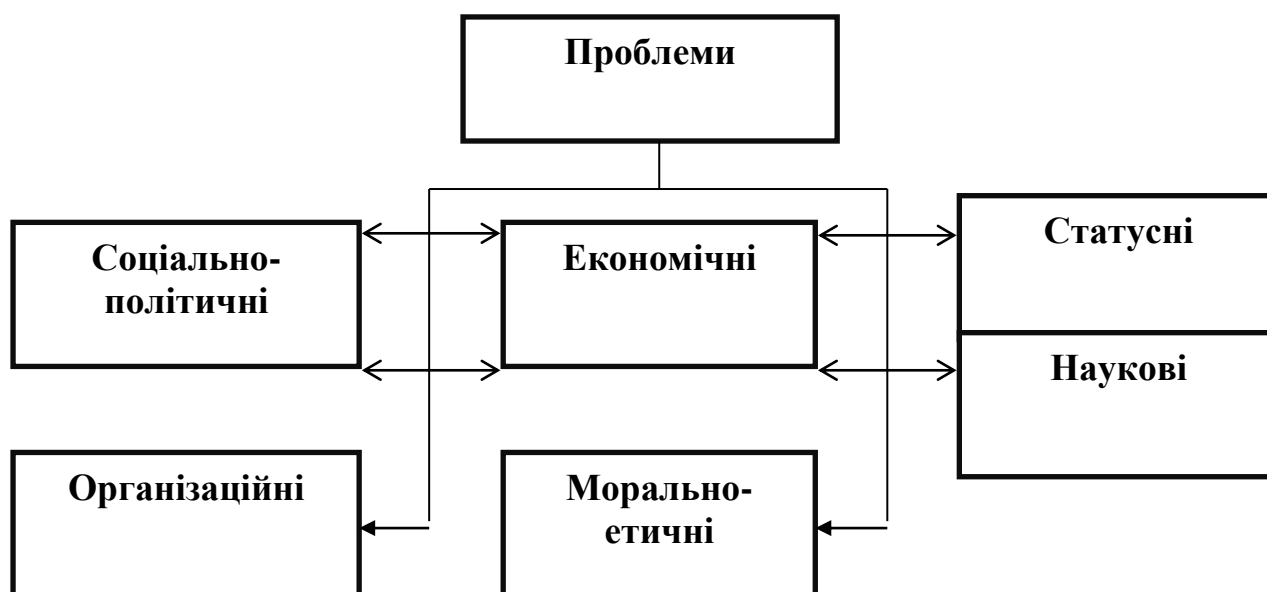 Проблеми
Соціально-
політичні
Економічні
Статусні
Наукові
Організаційні
Морально-
етичні